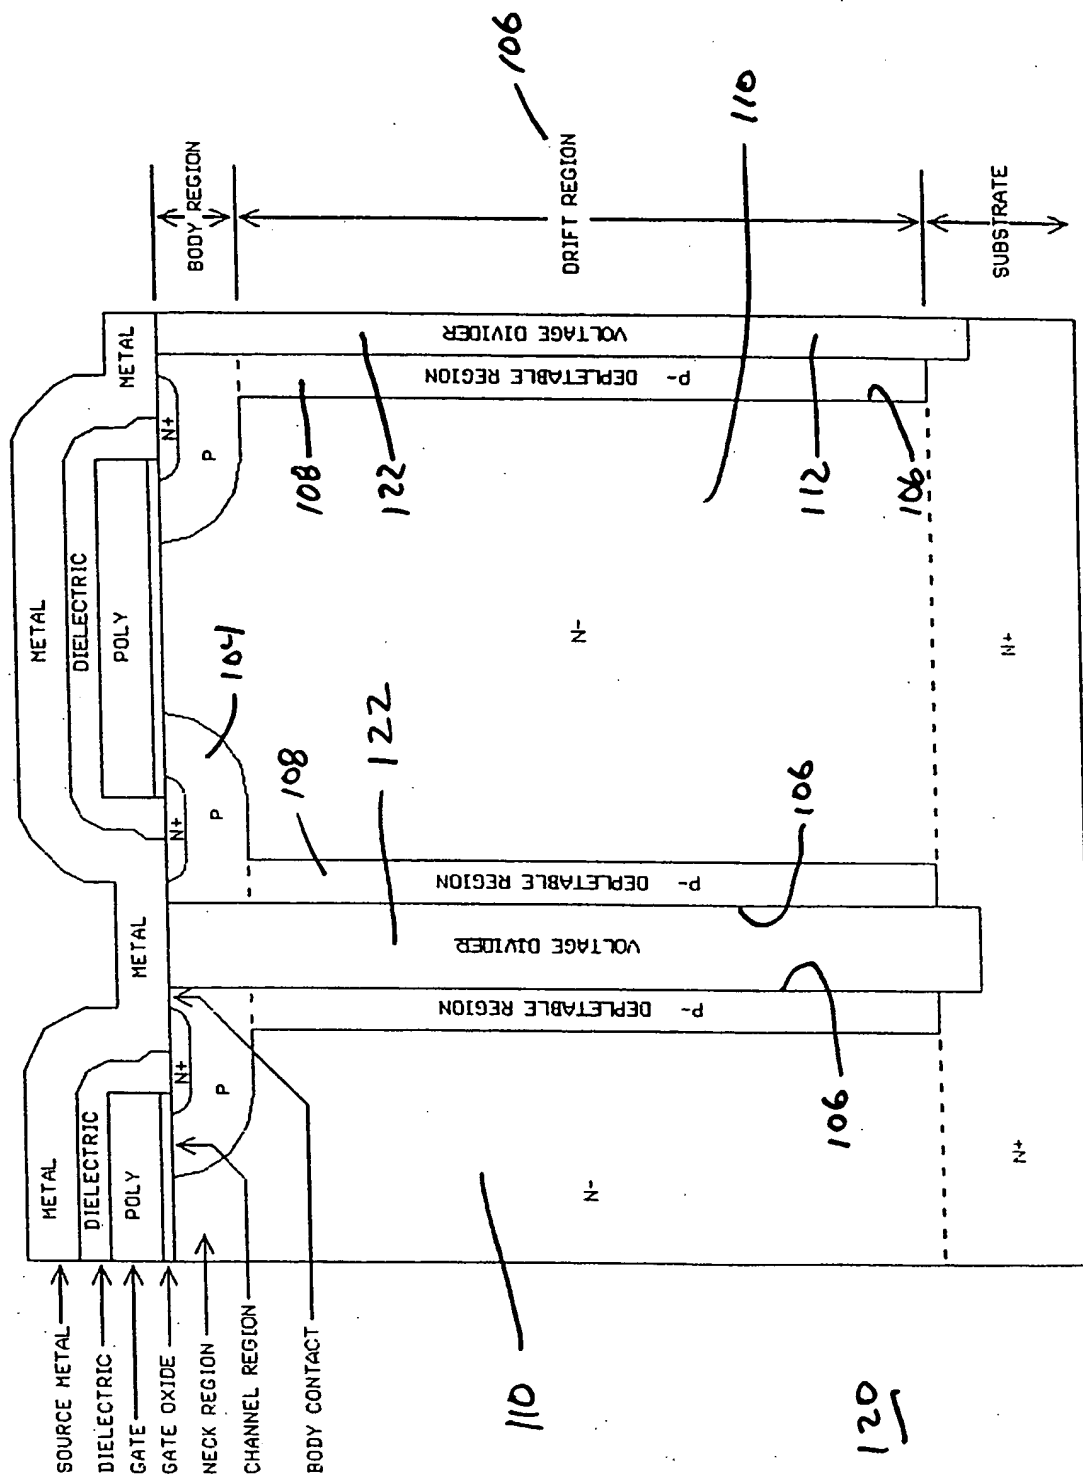 SOURCE METAL
METAL
METAL
DIELECTRIC
DIELECTRIC
DIELECTRIC
GATE
POLY
METAL
POLY
METAL
GATE OXIDE
N+
N+
N+
BODY REGION
NECK REGION
P
P
P
CHANNEL REGION
104
BODY CONTACT
108
108
122
122
110
106
DRIFT REGION
P- DEPLETABLE REGION
VOLTAGE DIVIDER
P- DEPLETABLE REGION
P- DEPLETABLE REGION
VOLTAGE DIVIDER
N-
N-
110
106
106
112
106
120
N+
N+
SUBSTRATE